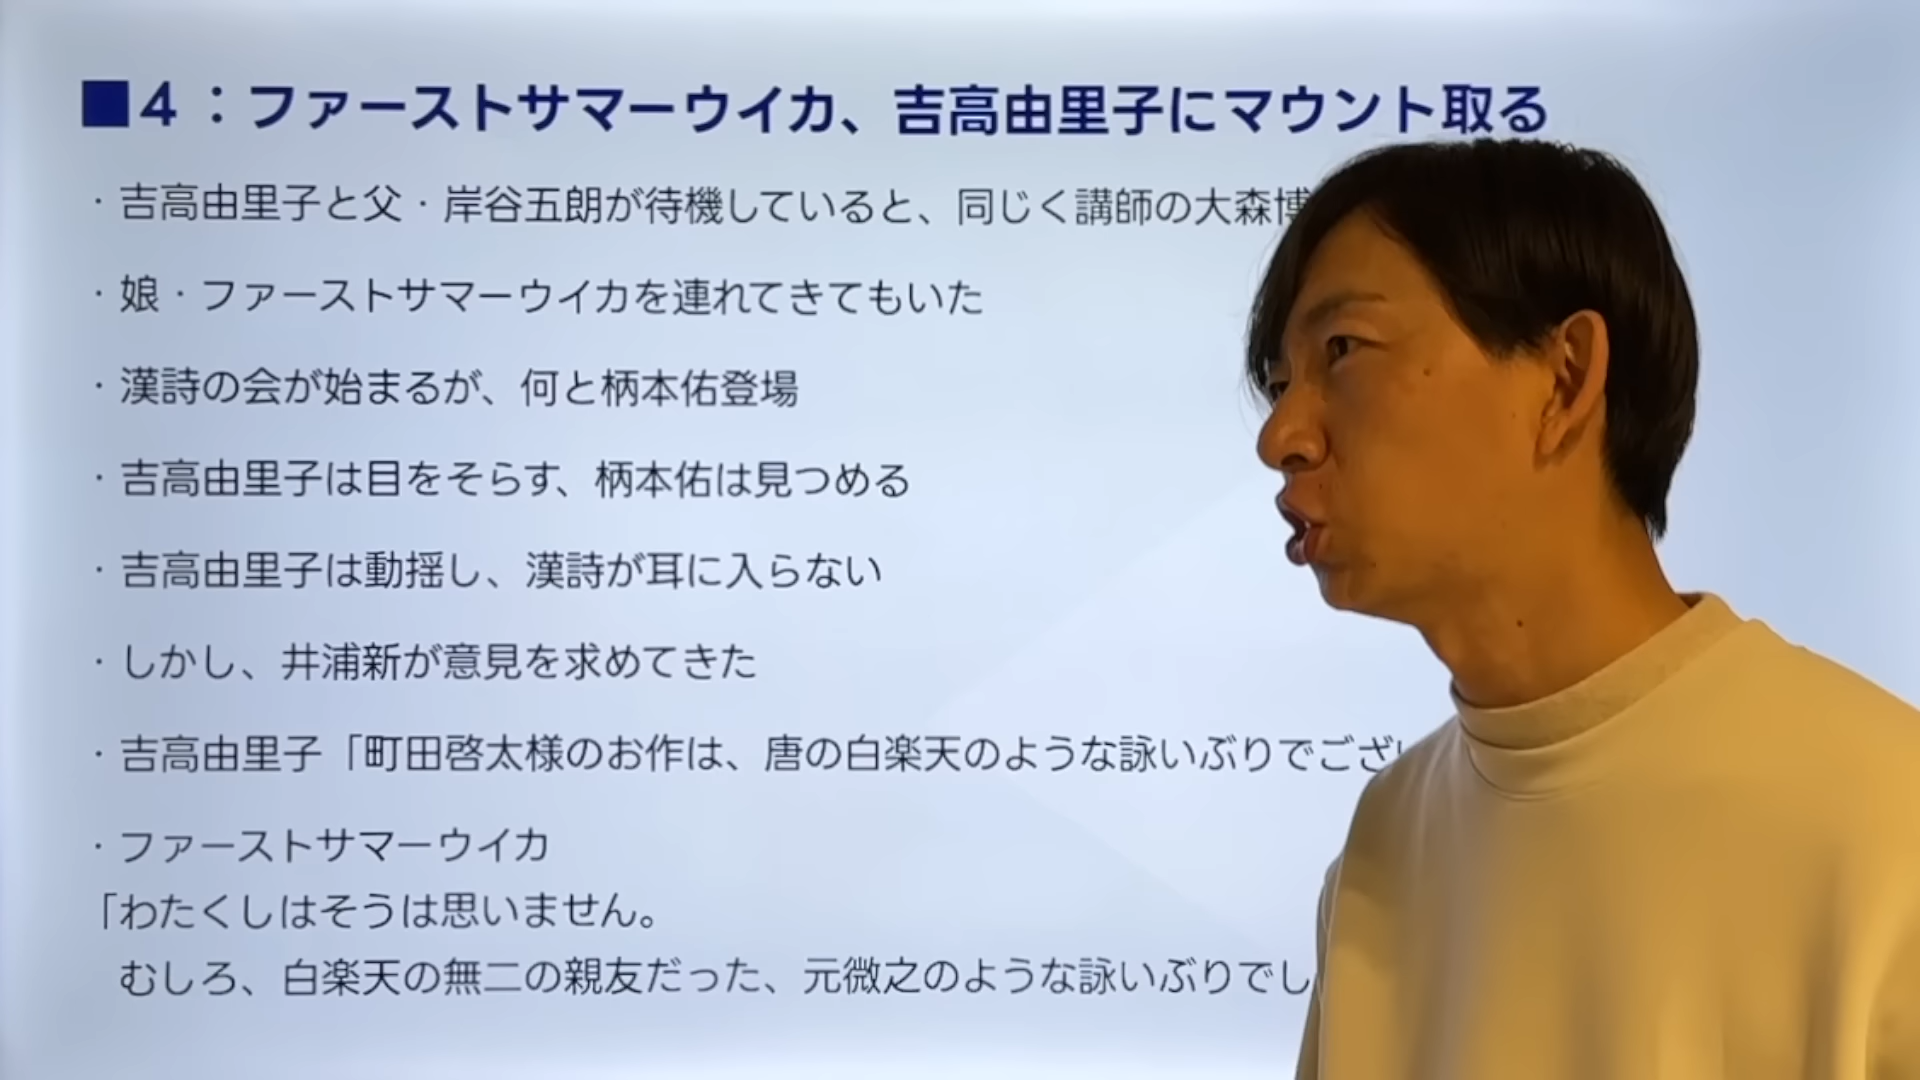 ■4：ファーストサマーウイカ、吉高由里子にマウント取る
・吉高由里子と父・岸谷五朗が待機していると、同じく講師の大森博
・娘・ファーストサマーウイカを連れてきてもいた
・漢詩の会が始まるが、何と柄本佑登場
・吉高由里子は目をそらす、柄本佑は見つめる
・吉高由里子は動揺し、漢詩が耳に入らない
・しかし、井浦新が意見を求めてきた
・吉高由里子「町田啓太様のお作は、唐の白楽天のような詠いぶりでござ
・ファーストサマーウイカ
「わたくしはそうは思いません。
むしろ、白楽天の無二の親友だった、元微之のような詠いぶりでし